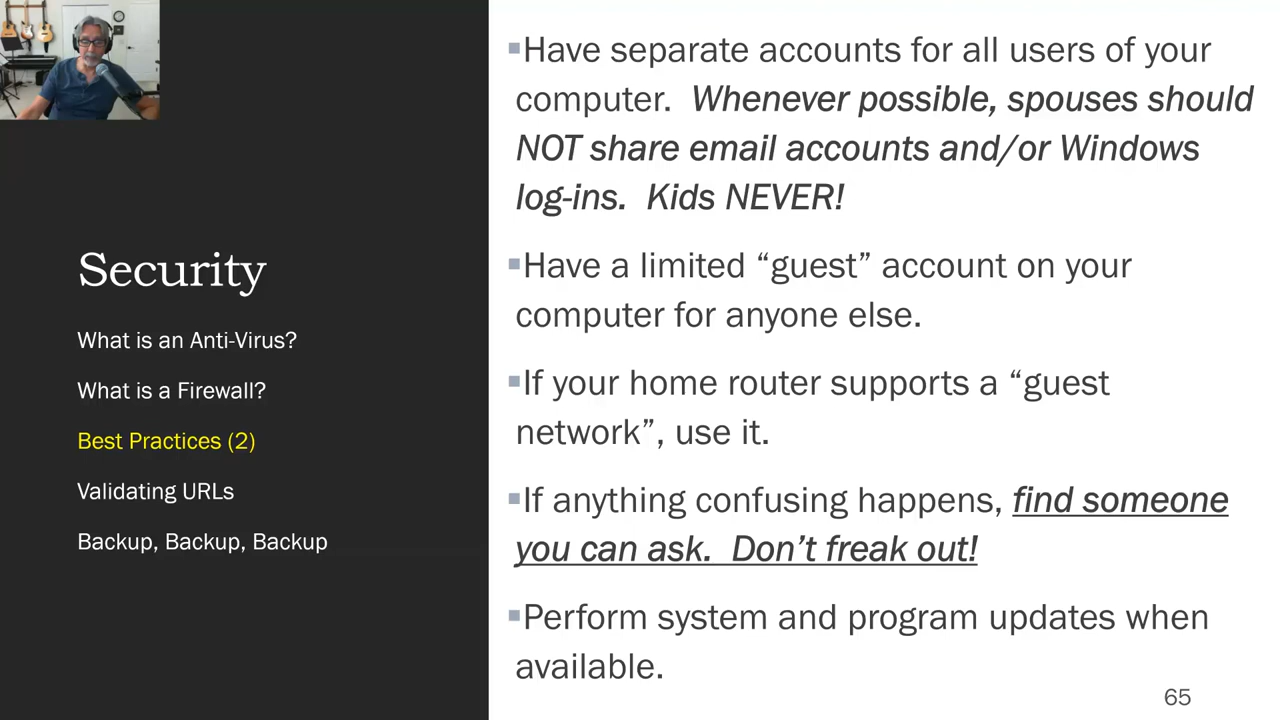 Security
What is an Anti-Virus?
What is a Firewall?
Best Practices (2)
Validating URLs
Backup, Backup, Backup
▪Have separate accounts for all users of your
computer.  Whenever possible, spouses should
NOT share email accounts and/or Windows
log-ins.  Kids NEVER!
▪Have a limited “guest” account on your
computer for anyone else.
▪If your home router supports a “guest
network”, use it.
▪If anything confusing happens, find someone
you can ask.  Don’t freak out!
▪Perform system and program updates when
available.
65